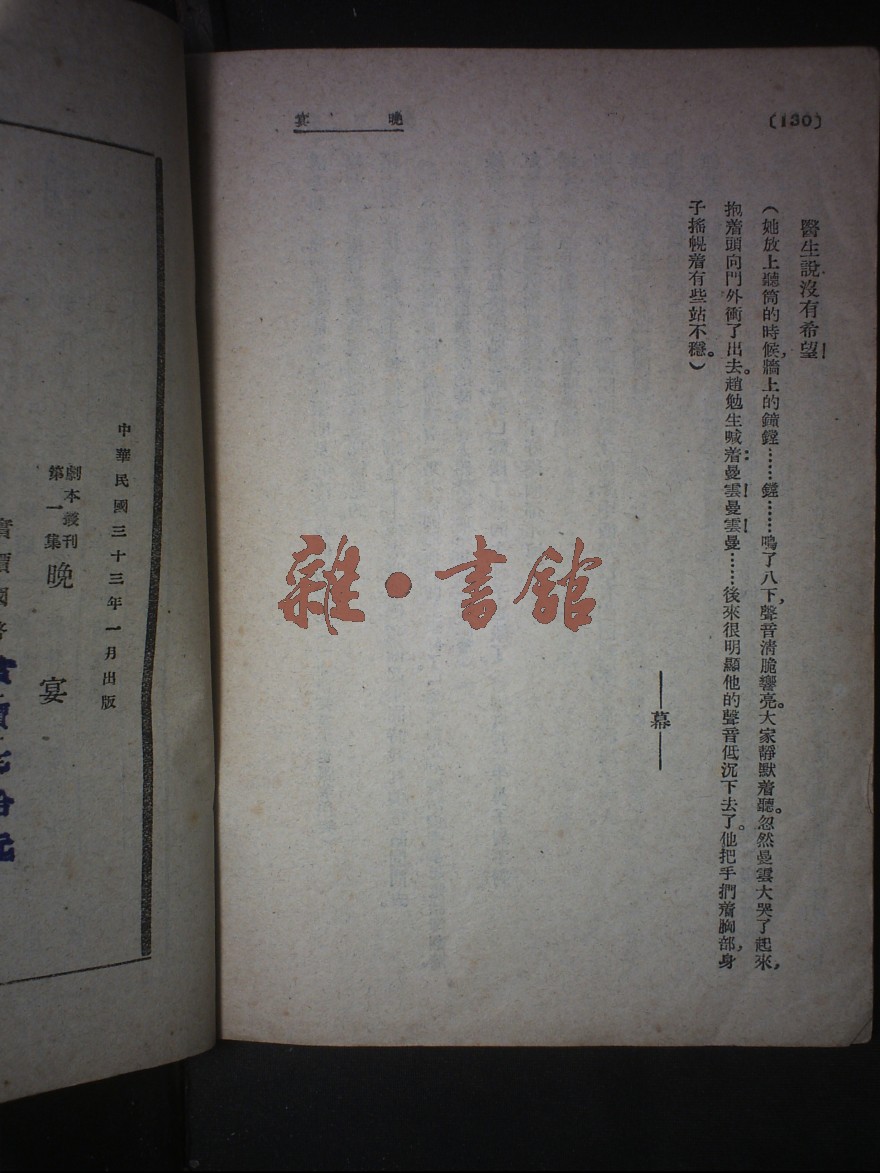 (130)
晚宴
醫生說沒有希望——
（她放上聽筒的時候，牆上的鐘鏜……鏜……鳴了八下，聲音清脆響亮。大家靜默着聽。忽然曼雲大哭了起來，
抱着頭向門外衝了出去。趙勉生喊着：曼雲！曼雲！曼……後來很明顯他的聲音低沉下去了。他把手捫着胸部，身
子搖幌着有些站不穩。）
——幕——
雜·書館
中華民國三十三年一月出版
劇本叢刊
第一集
晚宴